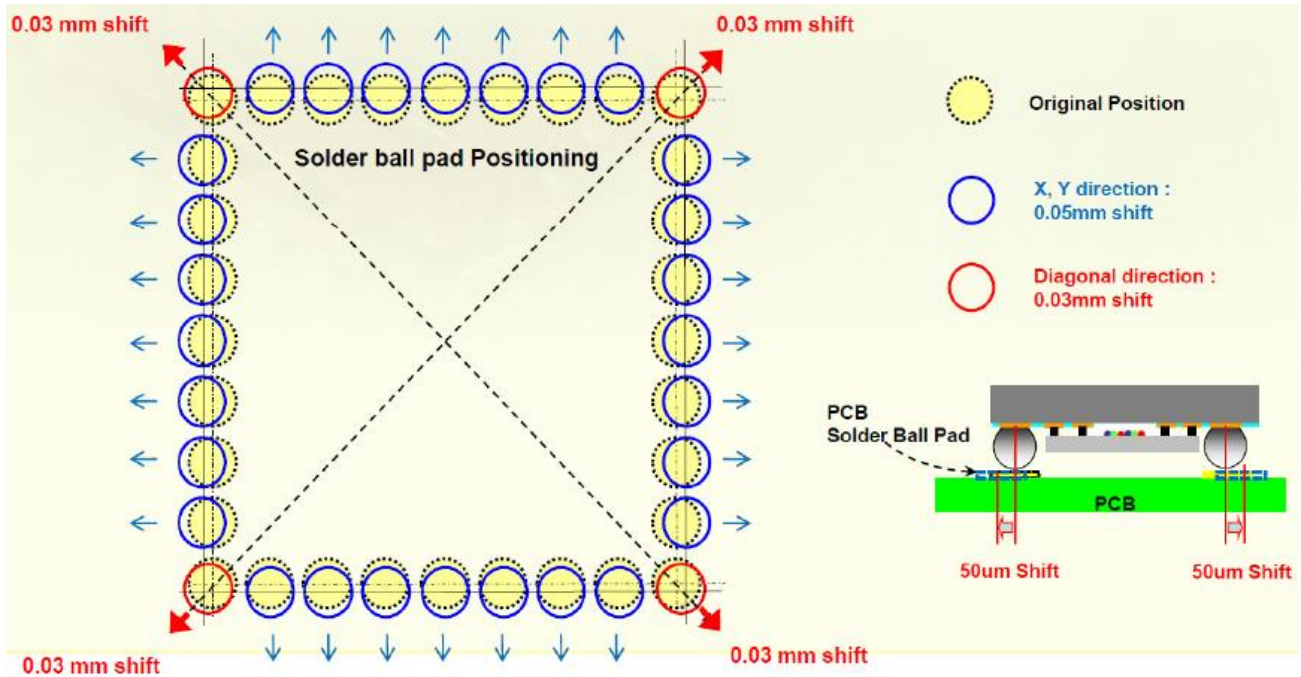 0.03 mm shift
0.03 mm shift
Solder ball pad Positioning
Original Position
X, Y direction :
0.05mm shift
Diagonal direction :
0.03mm shift
PCB
Solder Ball Pad
PCB
50um Shift
50um Shift
0.03 mm shift
0.03 mm shift